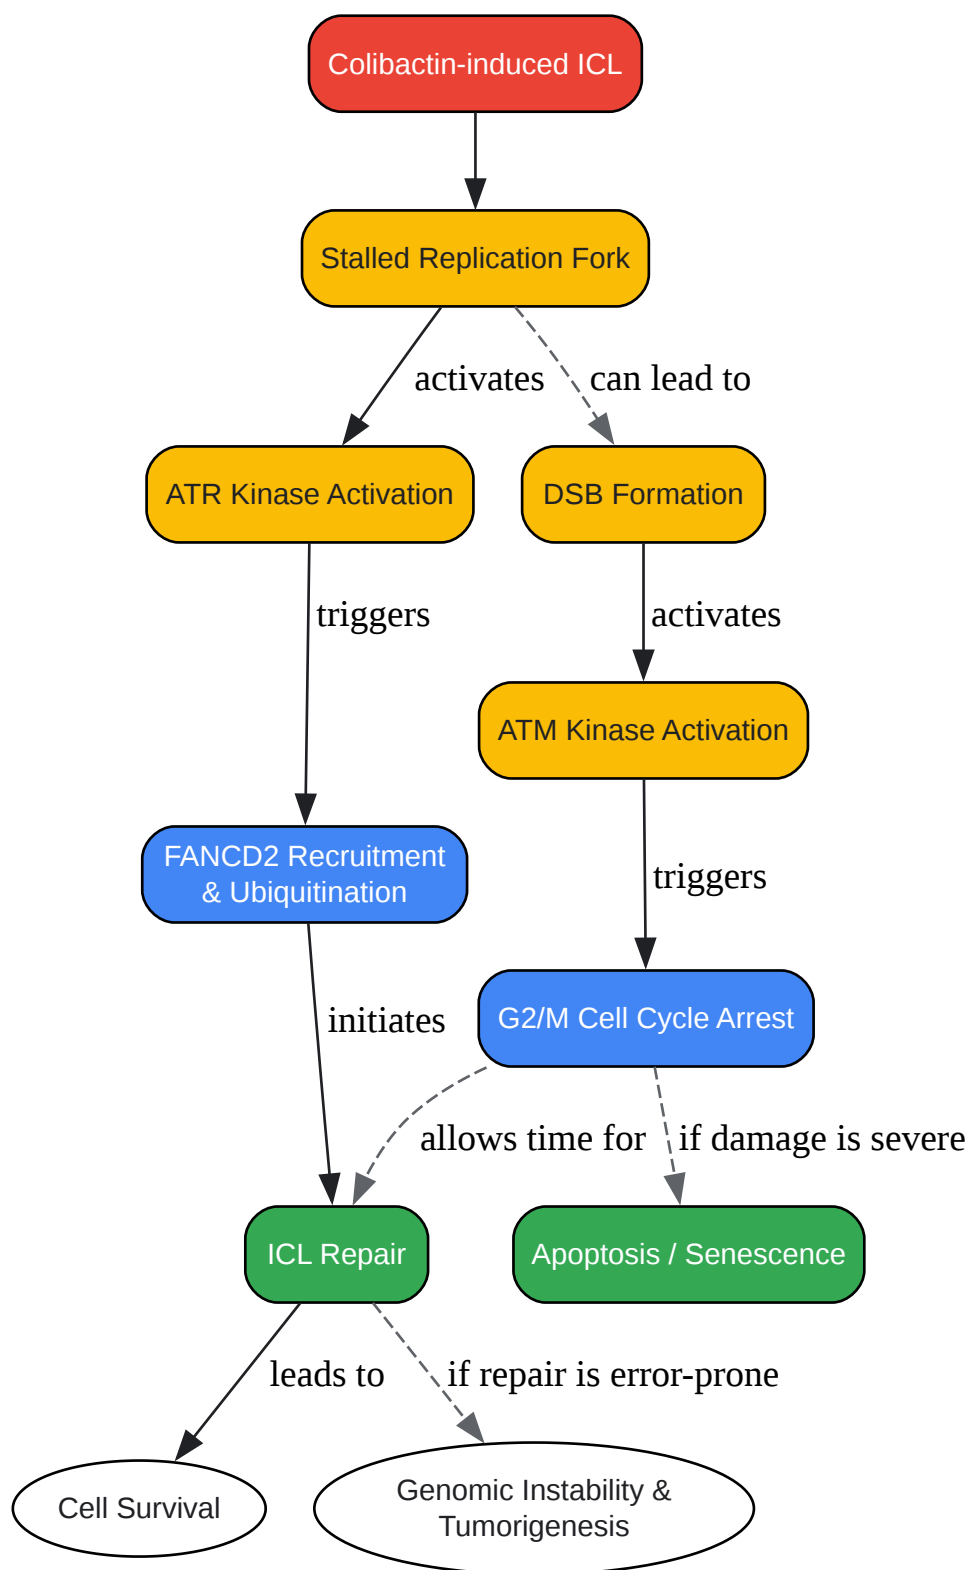 Colibactin-induced ICL
Stalled Replication Fork
activates
can lead to
ATR Kinase Activation
DSB Formation
triggers
activates
ATM Kinase Activation
FANCD2 Recruitment
& Ubiquitination
triggers
G2/M Cell Cycle Arrest
initiates
allows time for
if damage is severe
ICL Repair
Apoptosis / Senescence
leads to
if repair is error-prone
Cell Survival
Genomic Instability &
Tumorigenesis